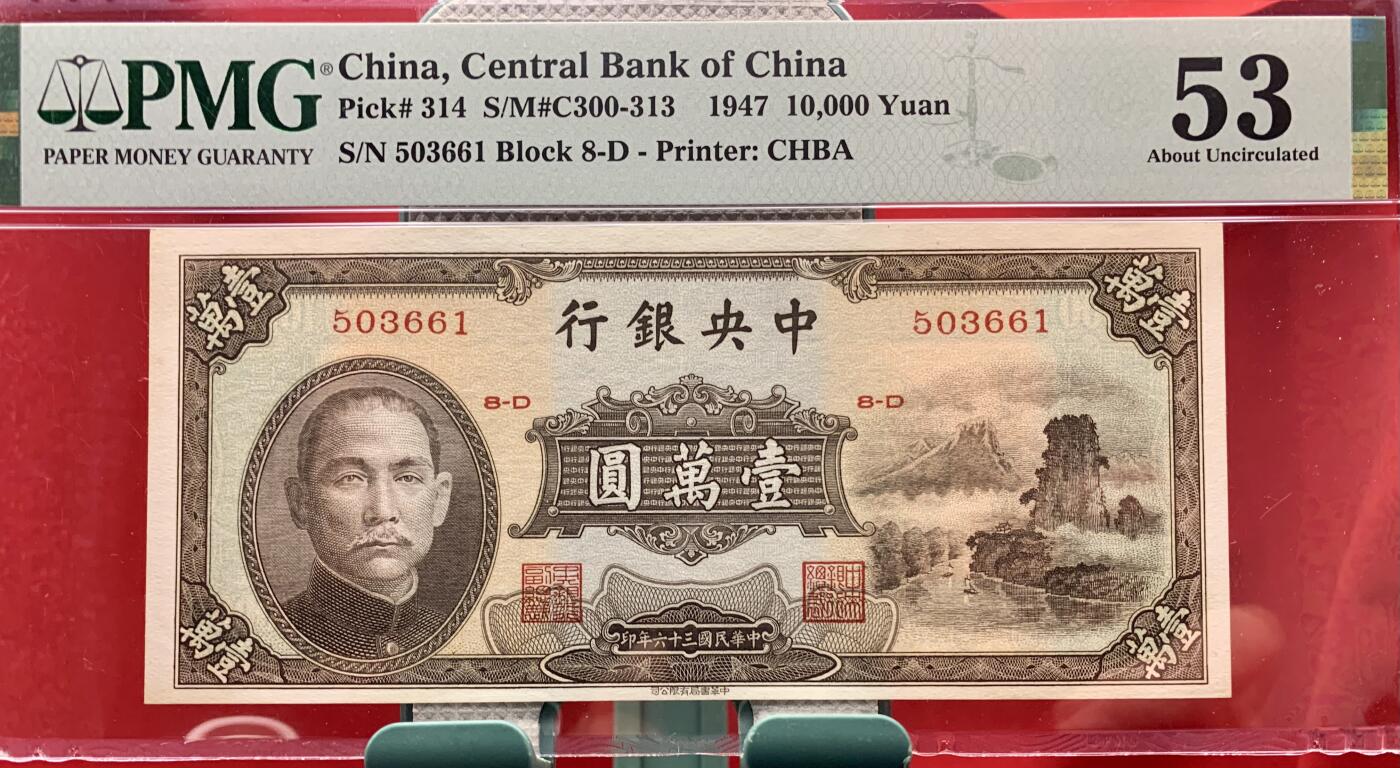 PMG®
PAPER MONEY GUARANTY
China, Central Bank of China
Pick# 314 S/M#C300-313 1947 10,000 Yuan
S/N 503661 Block 8-D - Printer: CHBA
53
About Uncirculated
萬壹
萬壹
503661
行銀央中
503661
8-D
8-D
圓萬壹
印年六十三國民華中
萬壹
萬壹
司公限有局書華中